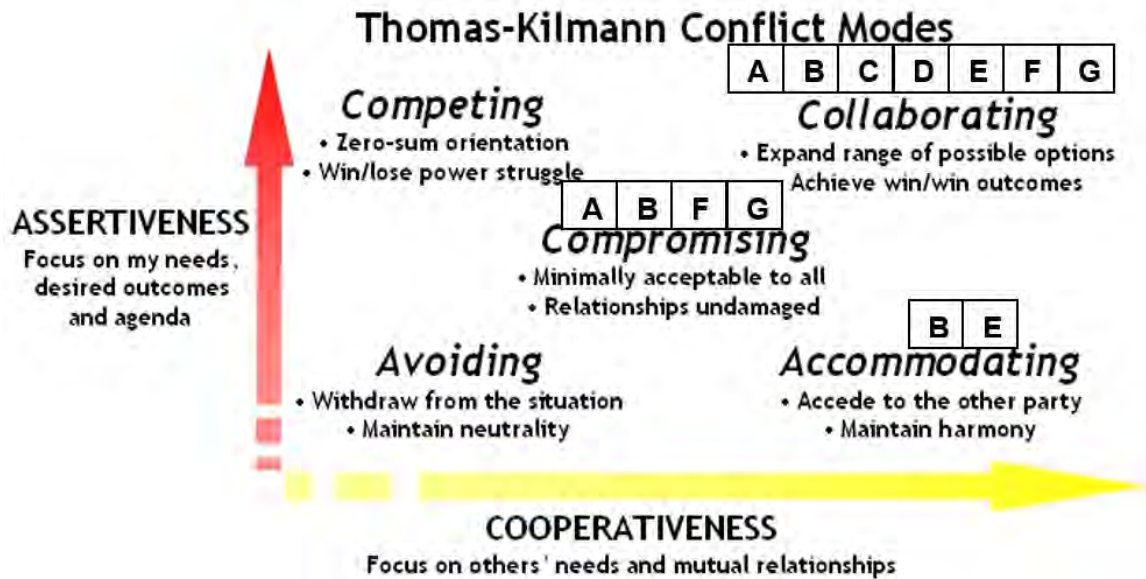 Thomas-Kilmann Conflict Modes
A B C D E F G
Competing
• Zero-sum orientation
• Win/lose power struggle
Collaborating
• Expand range of possible options
Achieve win/win outcomes
A B F G
Compromising
• Minimally acceptable to all
• Relationships undamaged
ASSERTIVENESS
Focus on my needs,
desired outcomes
and agenda
B E
Avoiding
• Withdraw from the situation
• Maintain neutrality
Accommodating
• Accede to the other party
• Maintain harmony
COOPERATIVENESS
Focus on others' needs and mutual relationships